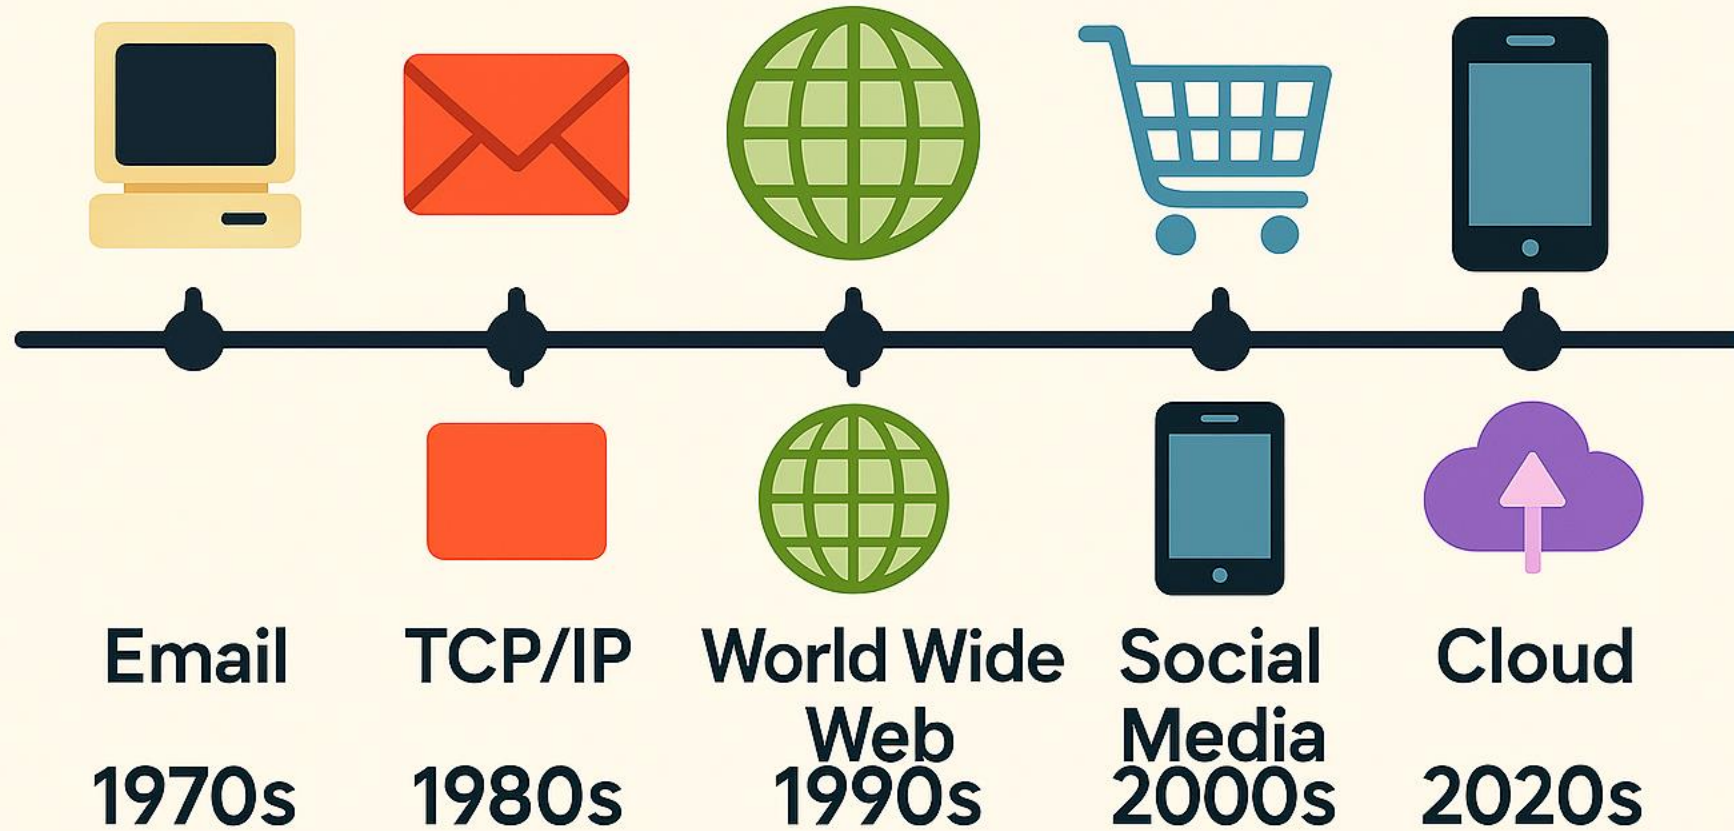 Email
1970s
TCP/IP
1980s
World Wide
Web
1990s
Social
Media
2000s
Cloud
2020s